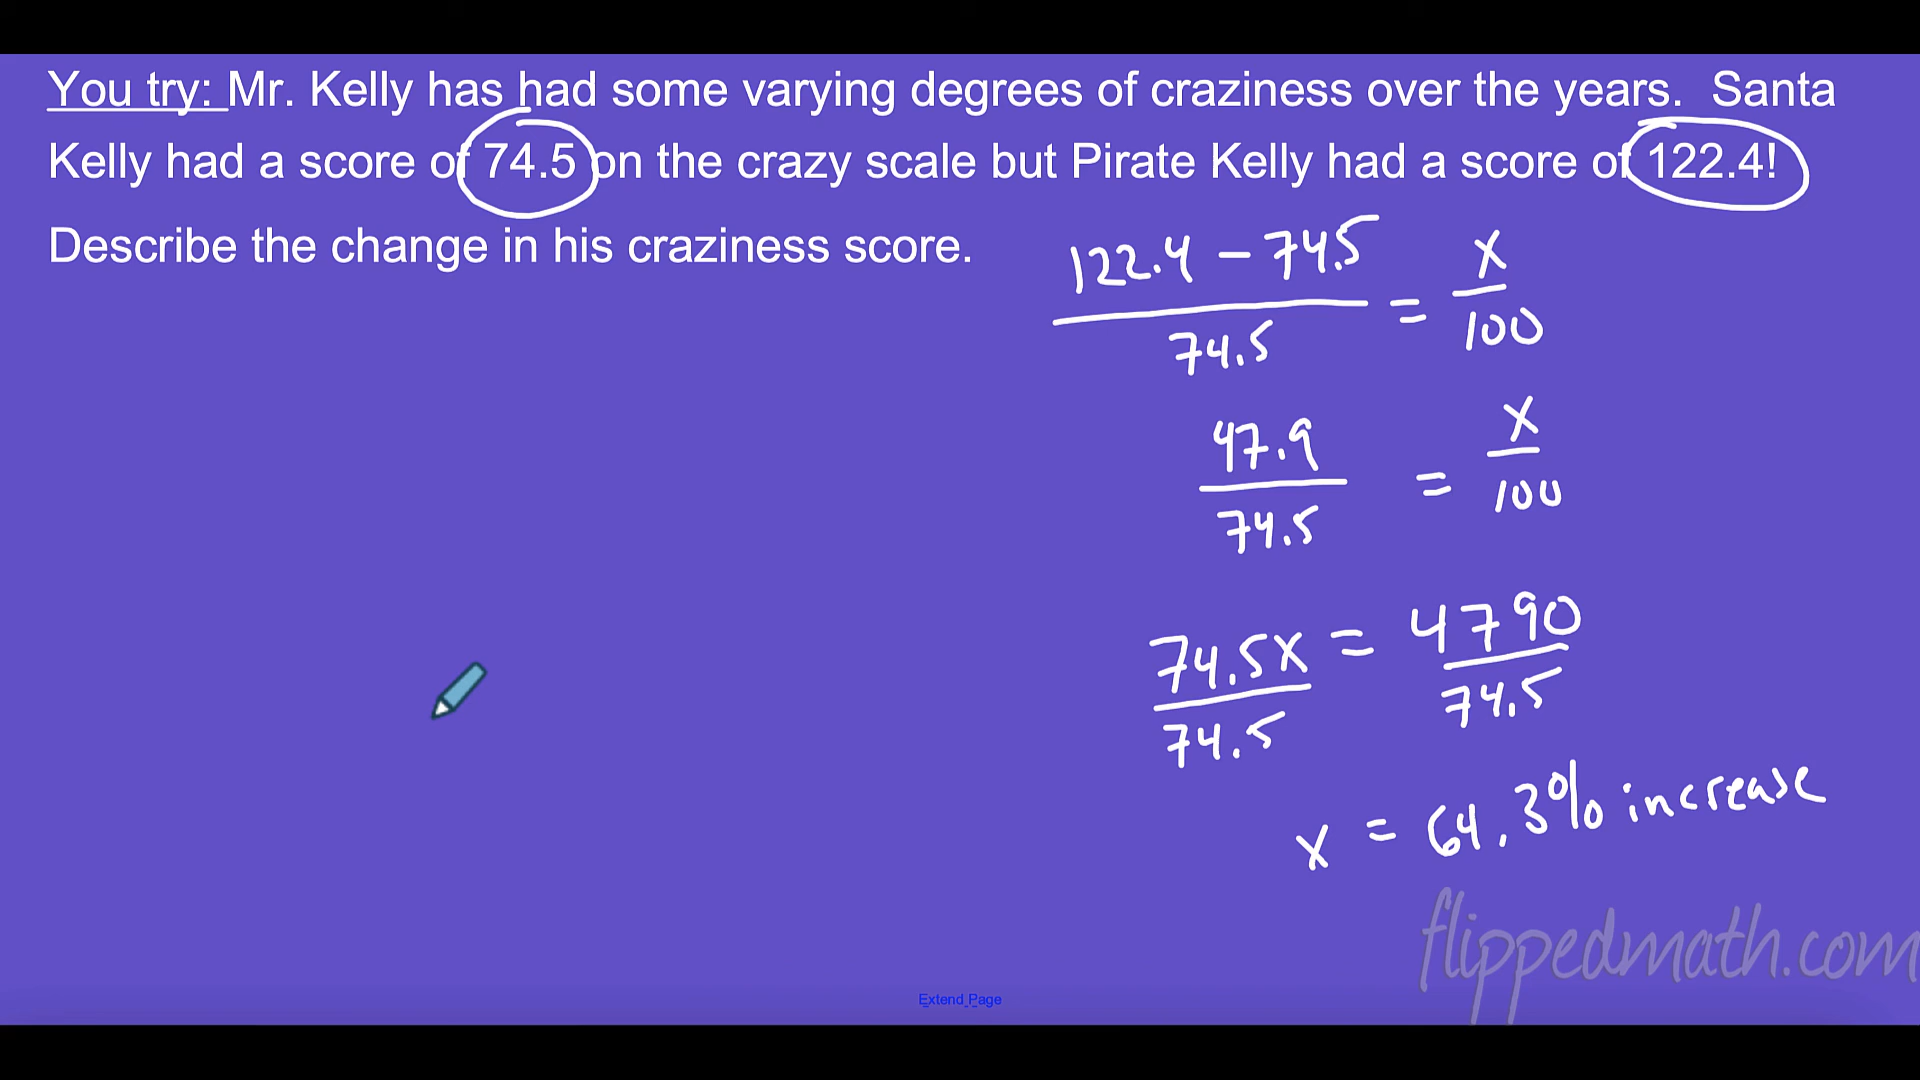 You try: Mr. Kelly has had some varying degrees of craziness over the years. Santa
Kelly had a score of 74.5 on the crazy scale but Pirate Kelly had a score of 122.4!
Describe the change in his craziness score.
122.4 - 74.5 / 74.5 = x / 100
47.9 / 74.5 = x / 100
74.5x / 74.5 = 4790 / 74.5
x = 64.3% increase
flippedmath.com
Extend Page